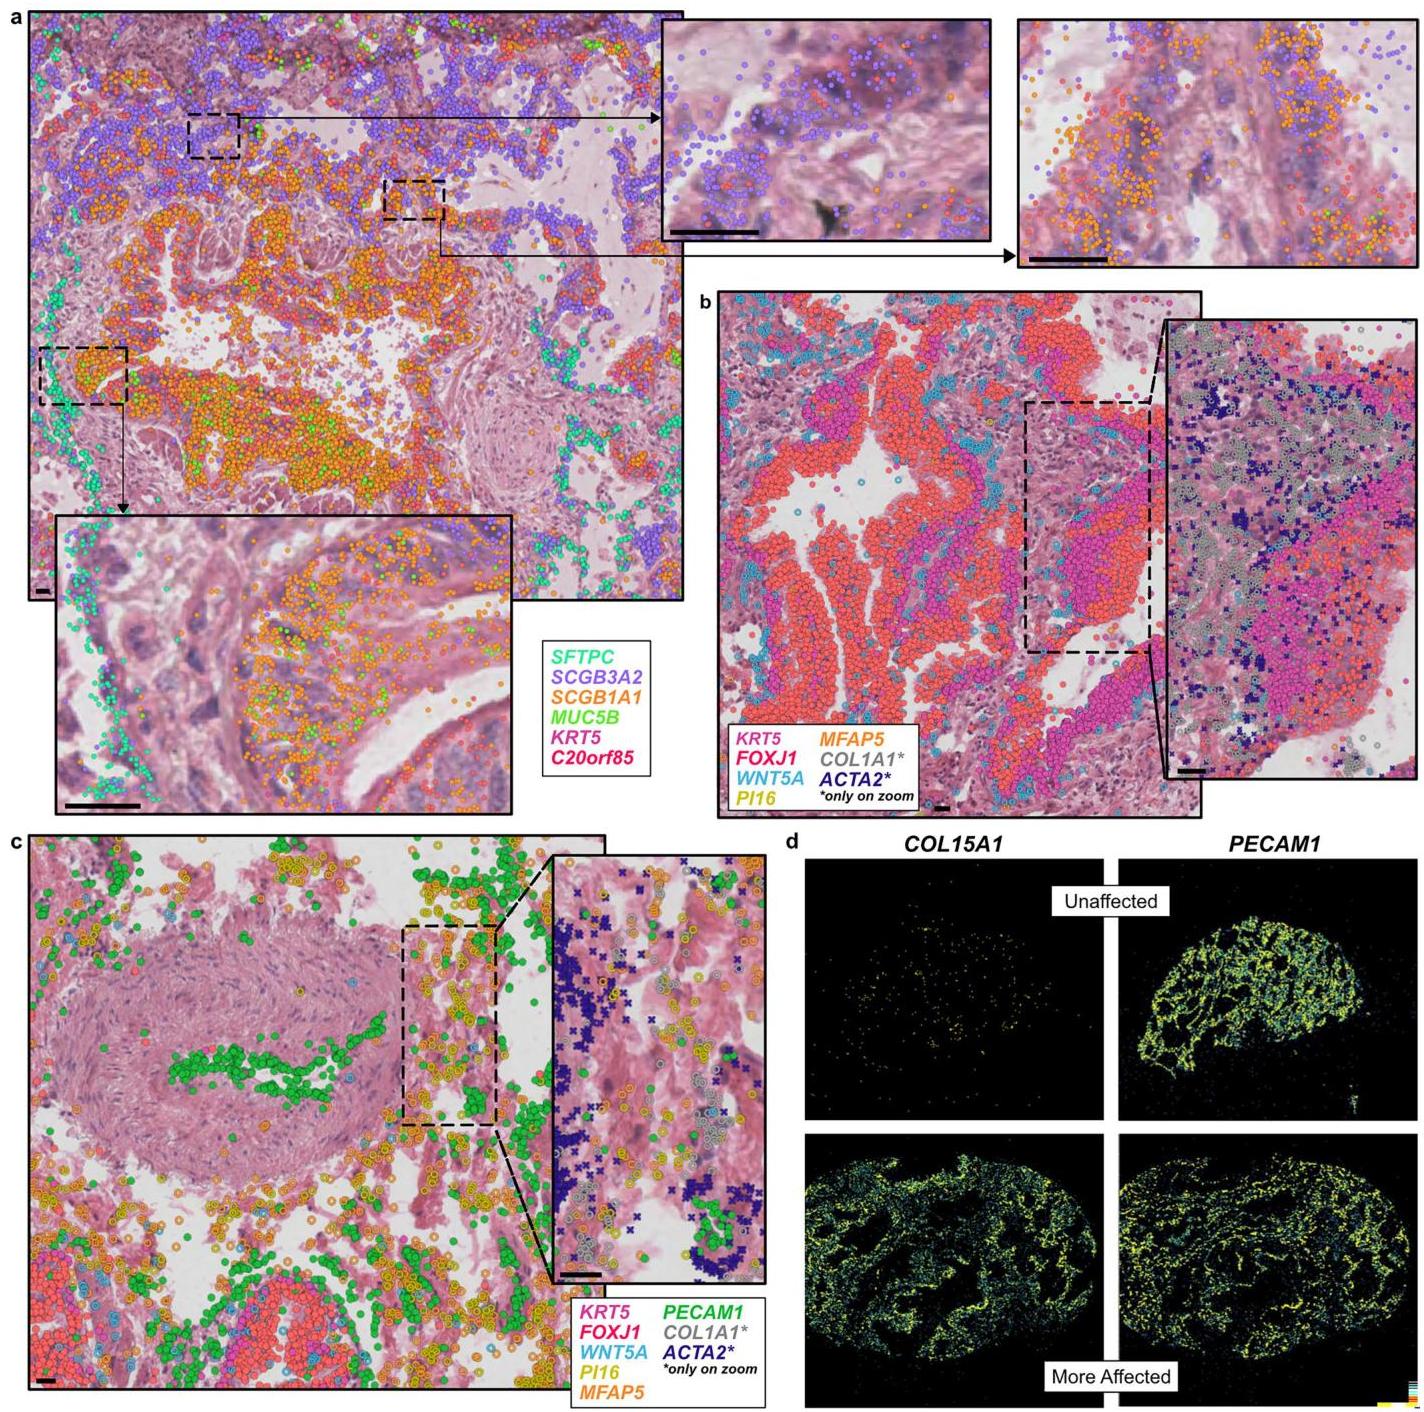 a
SFTPC
SCGB3A2
SCGB1A1
MUC5B
KRT5
C20orf85
b
KRT5
FOXJ1
WNT5A
PI16
MFAP5
COL1A1*
ACTA2*
*only on zoom
c
KRT5
FOXJ1
WNT5A
PI16
MFAP5
PECAM1
COL1A1*
ACTA2*
*only on zoom
d
COL15A1
PECAM1
Unaffected
More Affected